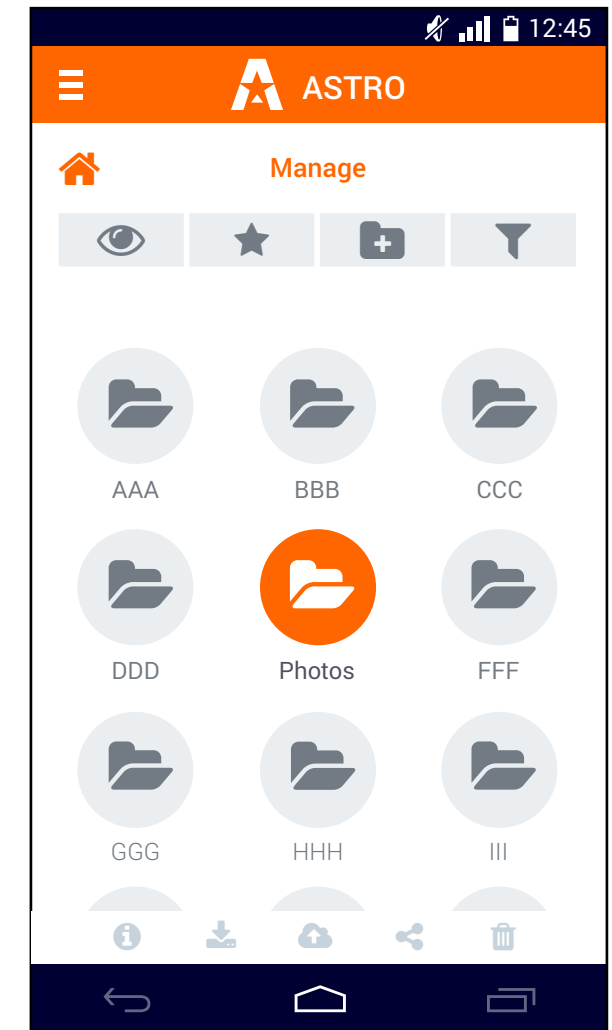 12:45
ASTRO
Manage
AAA BBB CCC
DDD Photos FFF
GGG HHH III